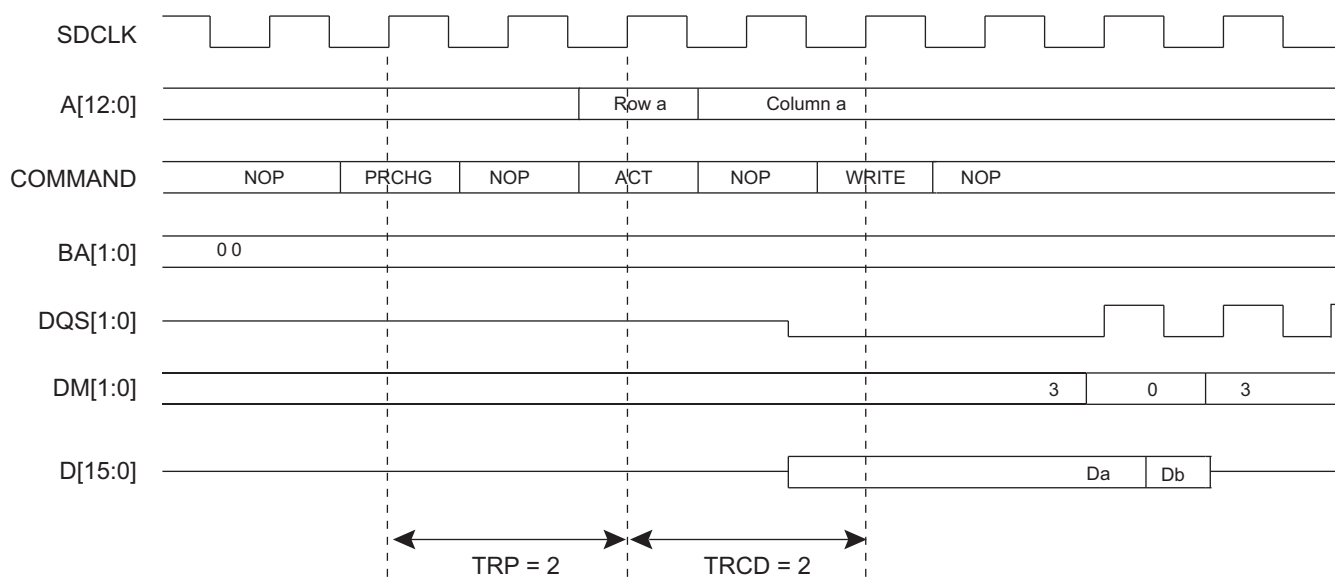 SDCLK
A[12:0] Row a Column a
COMMAND NOP PRCHG NOP ACT NOP WRITE NOP
BA[1:0] 0 0
DQS[1:0]
DM[1:0] 3 0 3
D[15:0] Da Db
TRP = 2 TRCD = 2